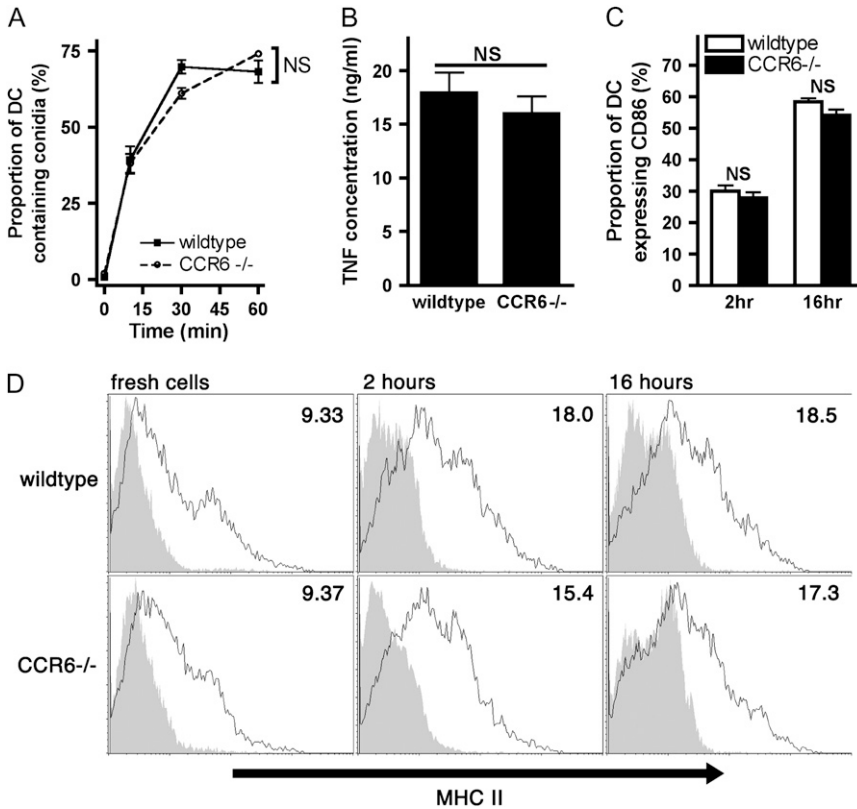 A
Proportion of DC
containing conidia (%)
75
50
25
0
0 15 30 45 60
Time (min)
wildtype
CCR6 -/-
NS
B
TNF concentration (ng/ml)
20
15
10
5
0
NS
wildtype CCR6-/-
C
Proportion of DC
expressing CD86 (%)
80
70
60
50
40
30
20
10
0
wildtype
CCR6-/-
NS
NS
2hr 16hr
D
fresh cells 2 hours 16 hours
wildtype
9.33 18.0 18.5
CCR6-/-
9.37 15.4 17.3
MHC II